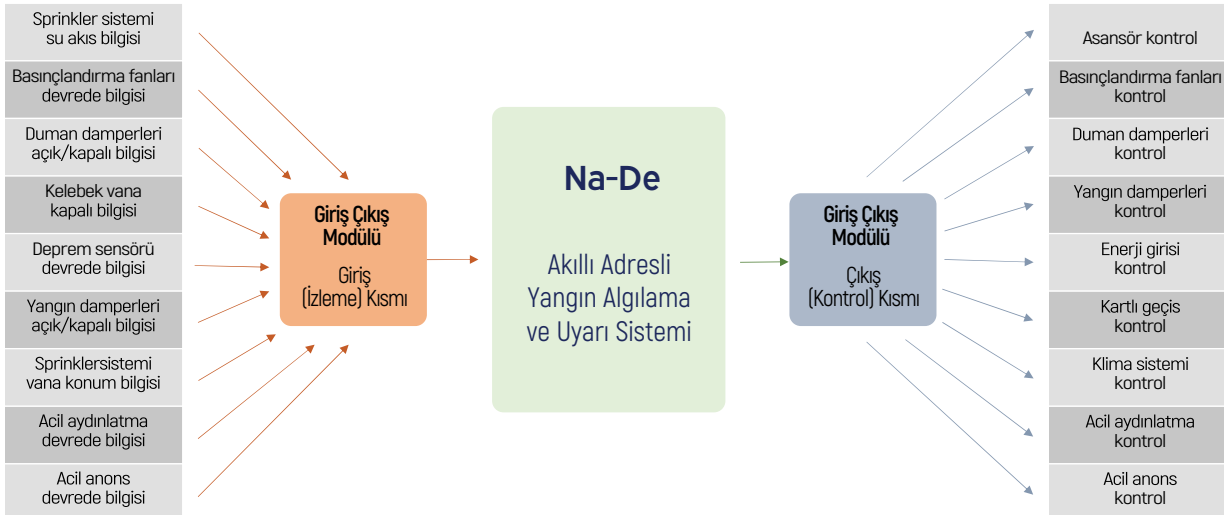 Sprinkler sistemi
su akıs bilgisi
Basınçlandırma fanları
devrede bilgisi
Duman damperleri
açık/kapalı bilgisi
Kelebek vana
kapalı bilgisi
Deprem sensörü
devrede bilgisi
Yangın damperleri
açık/kapalı bilgisi
Sprinklersistemi
vana konum bilgisi
Acil aydınlatma
devrede bilgisi
Acil anons
devrede bilgisi
Giriş Çıkış
Modülü
Giriş
(İzleme) Kısmı
Na-De
Akıllı Adresli
Yangın Algılama
ve Uyarı Sistemi
Giriş Çıkış
Modülü
Çıkış
(Kontrol) Kısmı
Asansör kontrol
Basınçlandırma fanları
kontrol
Duman damperleri
kontrol
Yangın damperleri
kontrol
Enerji girisi
kontrol
Kartlı geçis
kontrol
Klima sistemi
kontrol
Acil aydınlatma
kontrol
Acil anons
kontrol